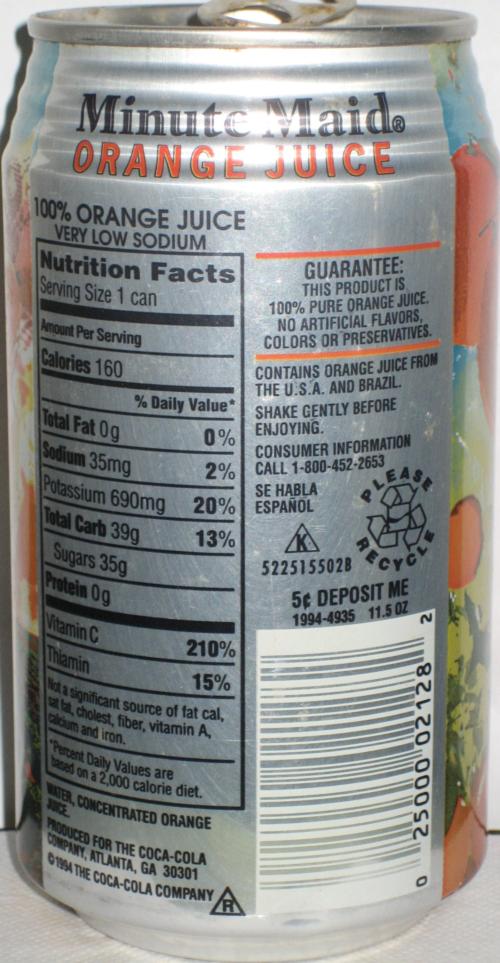 Minute Maid®
ORANGE JUICE
100% ORANGE JUICE
VERY LOW SODIUM
Nutrition Facts
Serving Size 1 can
Amount Per Serving
Calories 160
% Daily Value*
Total Fat 0g 0%
Sodium 35mg 2%
Potassium 690mg 20%
Total Carb 39g 13%
Sugars 35g
Protein 0g
Vitamin C 210%
Thiamin 15%
Not a significant source of fat cal,
sat fat, cholest, fiber, vitamin A,
calcium and iron.
*Percent Daily Values are
based on a 2,000 calorie diet.
WATER, CONCENTRATED ORANGE
JUICE.
PRODUCED FOR THE COCA-COLA
COMPANY, ATLANTA, GA 30301
©1994 THE COCA-COLA COMPANY
R
GUARANTEE:
THIS PRODUCT IS
100% PURE ORANGE JUICE.
NO ARTIFICIAL FLAVORS,
COLORS OR PRESERVATIVES.
CONTAINS ORANGE JUICE FROM
THE U.S.A. AND BRAZIL.
SHAKE GENTLY BEFORE
ENJOYING.
CONSUMER INFORMATION
CALL 1-800-452-2653
SE HABLA
ESPAÑOL
PLEASE
RECYCLE
K
522515502B
5¢ DEPOSIT ME
1994-4935 11.5 OZ
0 25000 02128 2